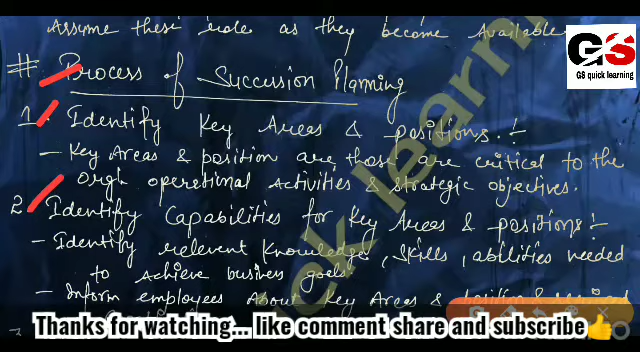 Assume these role as they become Available
GS
GS quick learning
# Process of Succession Planning
1. Identify Key Areas & positions :-
- Key Areas & position are those are critical to the
orgn operational Activities & strategic objectives.
2. Identify Capabilities for Key Areas & positions :-
- Identify relevent knowledge, skills, abilities needed
to achieve business goals
- Inform employees About Key Areas &
Thanks for watching... like comment share and subscribe👍